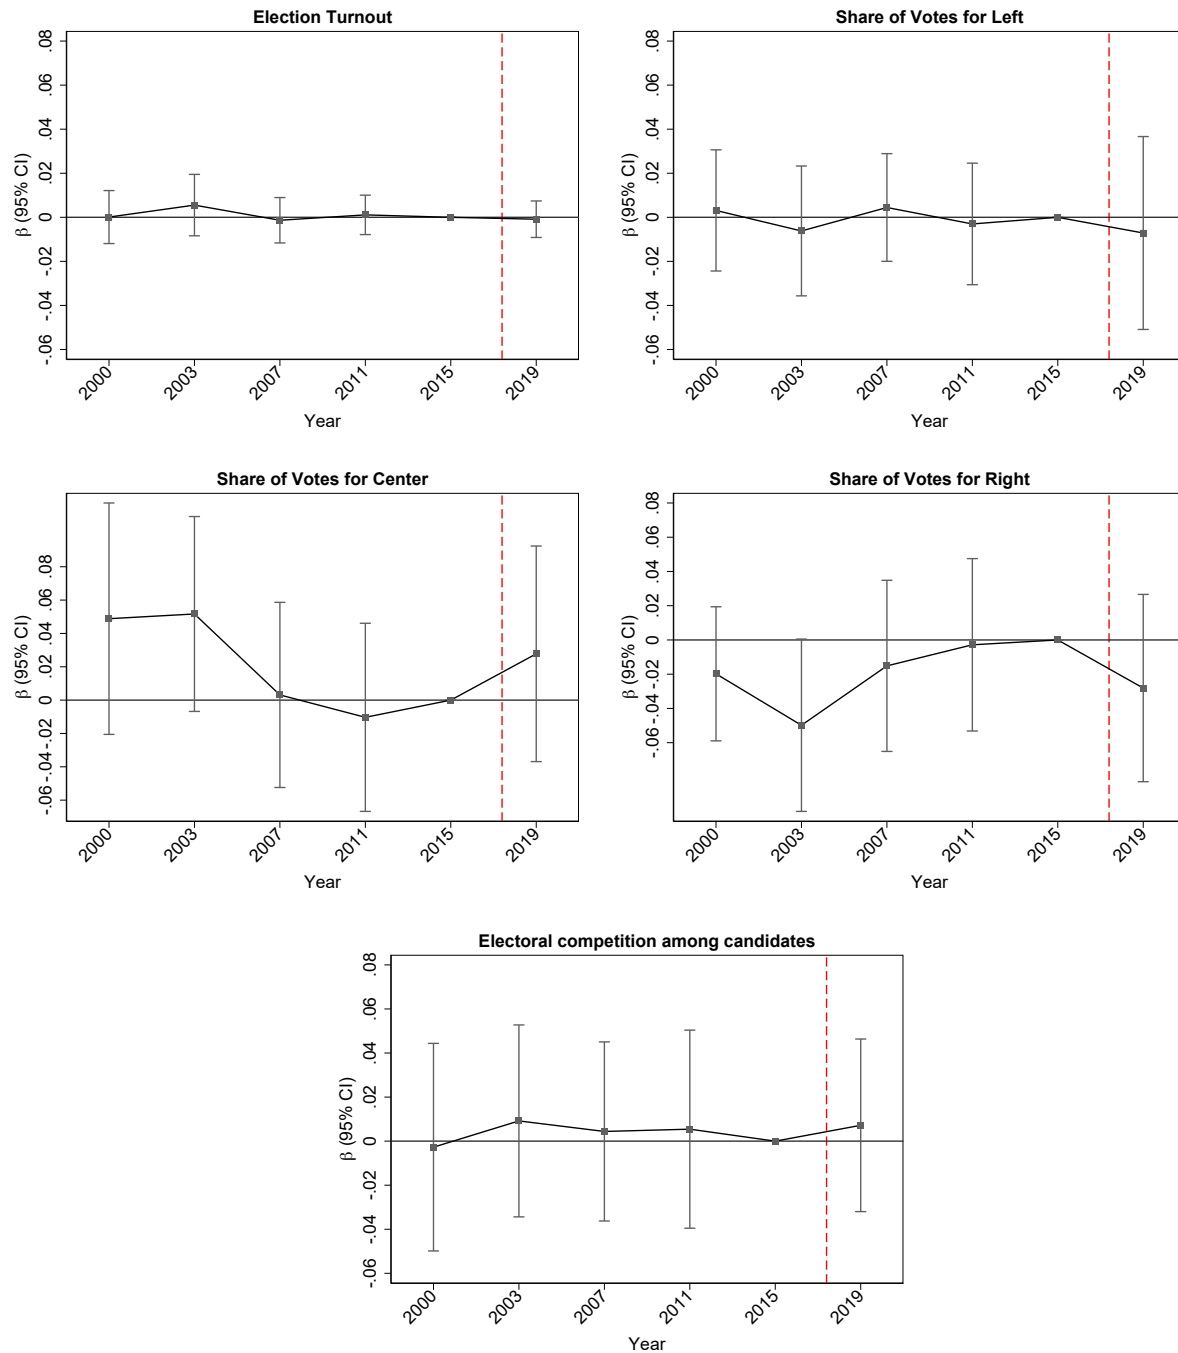 Election Turnout
β (95% CI)
.08
.06
.04
.02
0
-.02
-.04
-.06
2000 2003 2007 2011 2015 2019
Year
Share of Votes for Left
β (95% CI)
.08
.06
.04
.02
0
-.02
-.04
-.06
2000 2003 2007 2011 2015 2019
Year
Share of Votes for Center
β (95% CI)
.08
.06
.04
.02
0
-.02
-.04
-.06
2000 2003 2007 2011 2015 2019
Year
Share of Votes for Right
β (95% CI)
.08
.06
.04
.02
0
-.02
-.04
-.06
2000 2003 2007 2011 2015 2019
Year
Electoral competition among candidates
β (95% CI)
.08
.06
.04
.02
0
-.02
-.04
-.06
2000 2003 2007 2011 2015 2019
Year